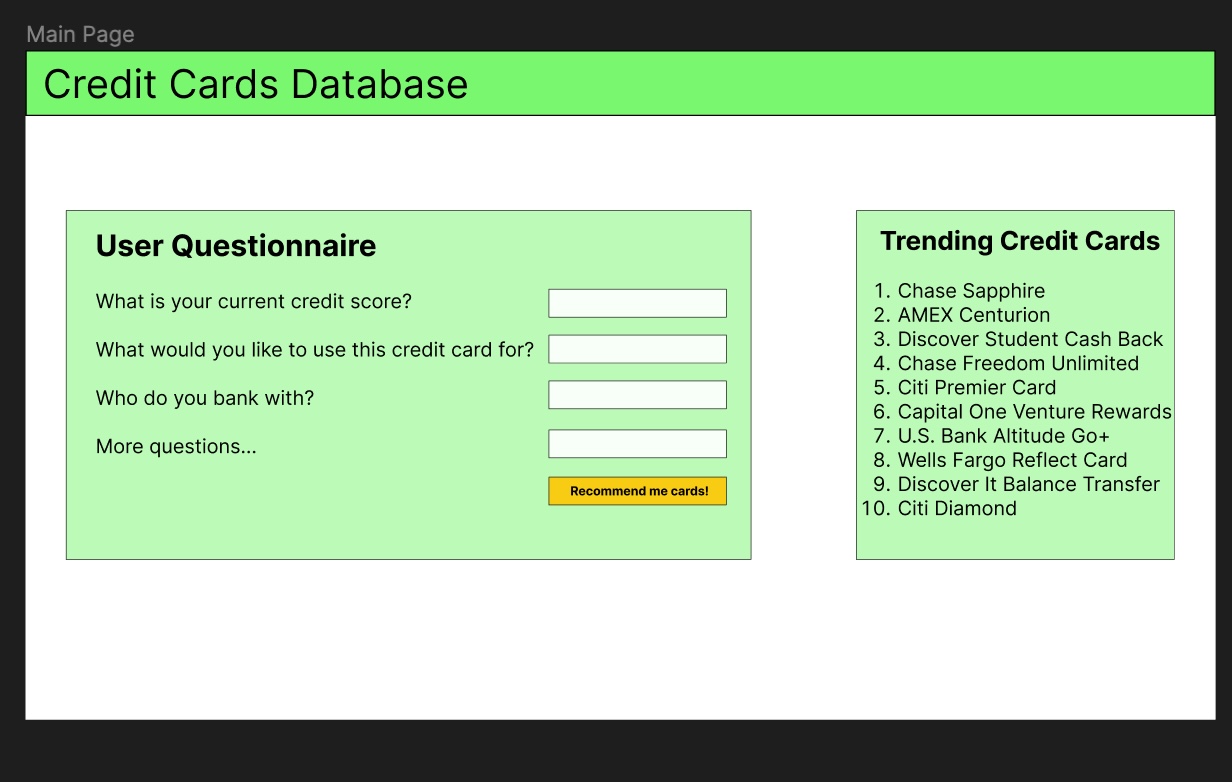 Main Page
Credit Cards Database
User Questionnaire
What is your current credit score?
What would you like to use this credit card for?
Who do you bank with?
More questions...
Recommend me cards!
Trending Credit Cards
1. Chase Sapphire
2. AMEX Centurion
3. Discover Student Cash Back
4. Chase Freedom Unlimited
5. Citi Premier Card
6. Capital One Venture Rewards
7. U.S. Bank Altitude Go+
8. Wells Fargo Reflect Card
9. Discover It Balance Transfer
10. Citi Diamond